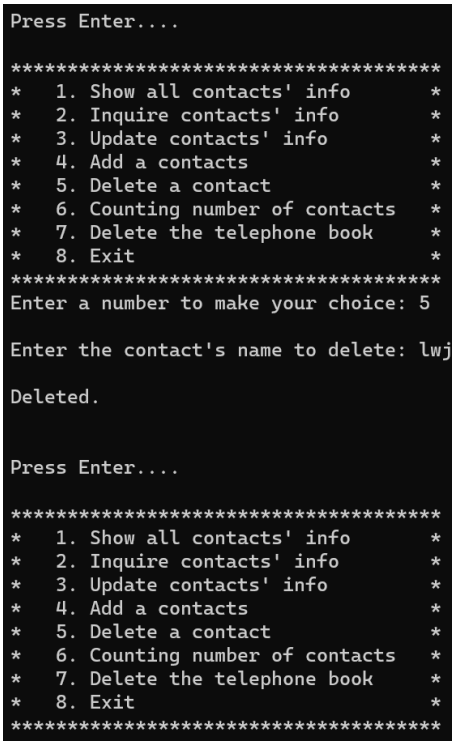 Press Enter....
**************************************
*   1. Show all contacts' info       *
*   2. Inquire contacts' info        *
*   3. Update contacts' info         *
*   4. Add a contacts                *
*   5. Delete a contact              *
*   6. Counting number of contacts   *
*   7. Delete the telephone book     *
*   8. Exit                          *
**************************************
Enter a number to make your choice: 5
Enter the contact's name to delete: lwj
Deleted.
Press Enter....
**************************************
*   1. Show all contacts' info       *
*   2. Inquire contacts' info        *
*   3. Update contacts' info         *
*   4. Add a contacts                *
*   5. Delete a contact              *
*   6. Counting number of contacts   *
*   7. Delete the telephone book     *
*   8. Exit                          *
**************************************